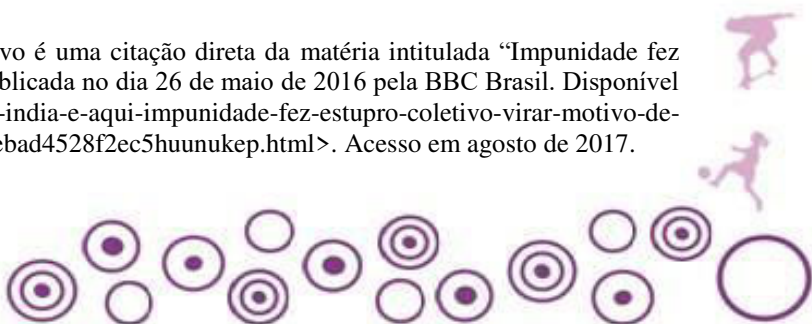 vo é uma citação direta da matéria intitulada “Impunidade fez
blicada no dia 26 de maio de 2016 pela BBC Brasil. Disponível
-india-e-aqui-impunidade-fez-estupro-coletivo-virar-motivo-de-
ebad4528f2ec5huunukep.html>. Acesso em agosto de 2017.